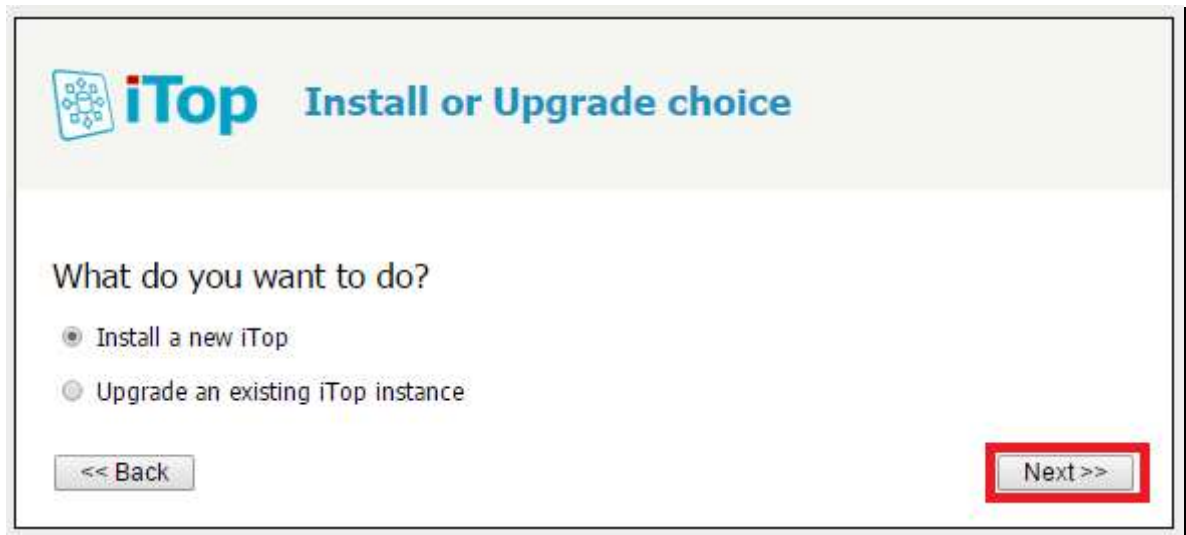 iTop Install or Upgrade choice
What do you want to do?
Install a new iTop
Upgrade an existing iTop instance
<< Back Next >>